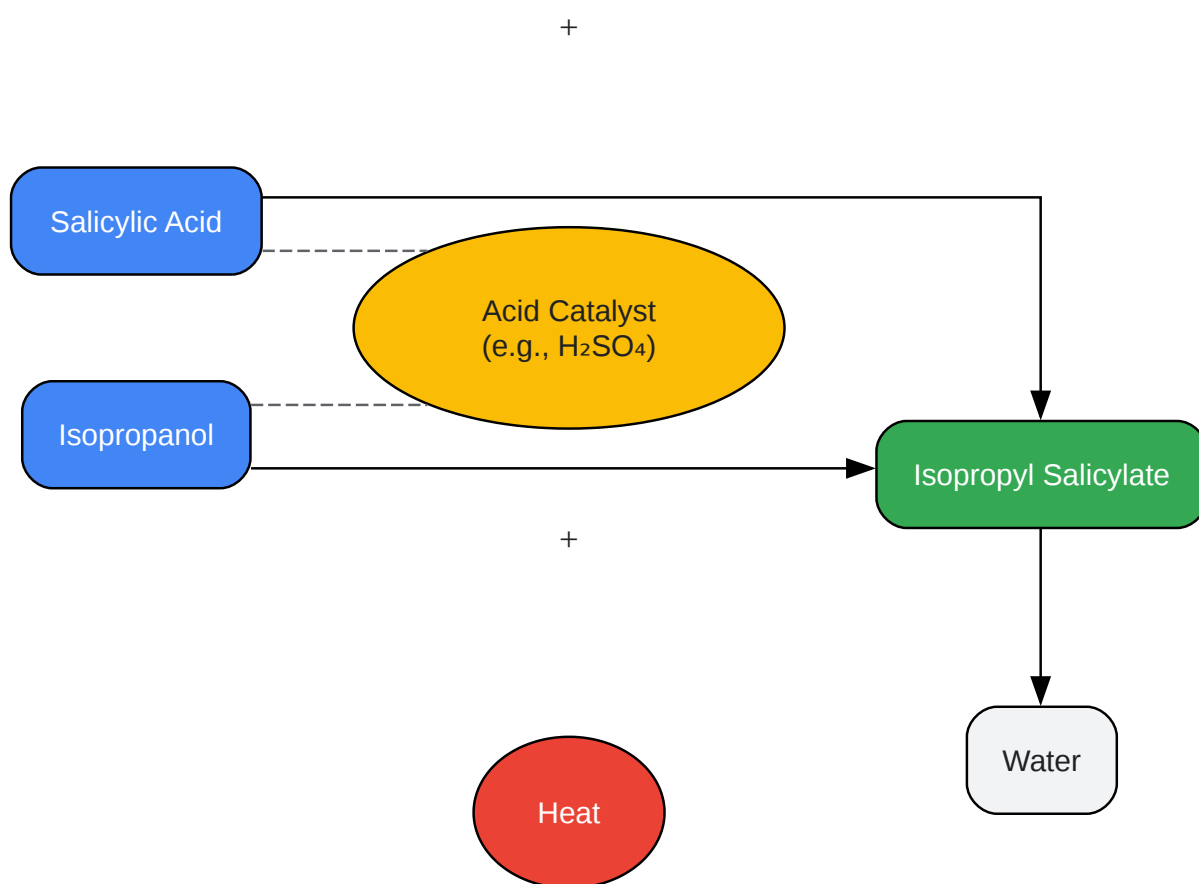 +
Salicylic Acid
Acid Catalyst
(e.g., H₂SO₄)
Isopropanol
Isopropyl Salicylate
+
Water
Heat